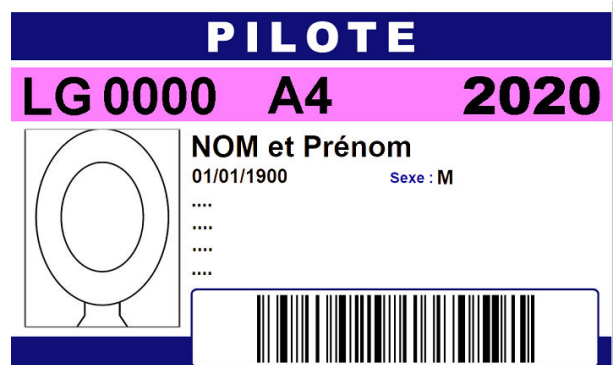 PILOTE
LG 0000 A4 2020
NOM et Prénom
01/01/1900 Sexe : M
....
....
....
....